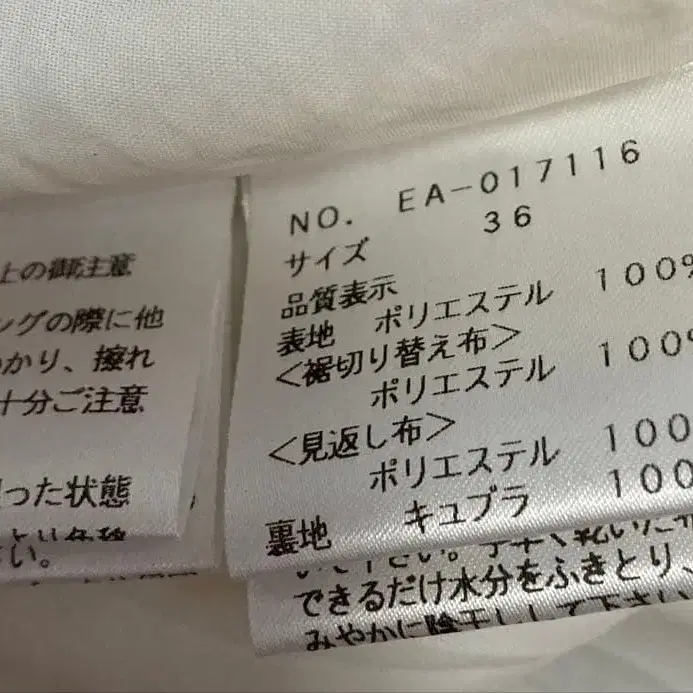 NO. EA-017116
サイズ 36
品質表示
表地 ポリエステル 100%
<裾切り替え布>
ポリエステル 100%
<見返し布>
ポリエステル 100
裏地 キュプラ 100
上の御注意
ングの際に他
かり、擦れ
十分ご注意
った状態
さい。
できるだけ水分をふきとり、
みやかに陰干しして下さい